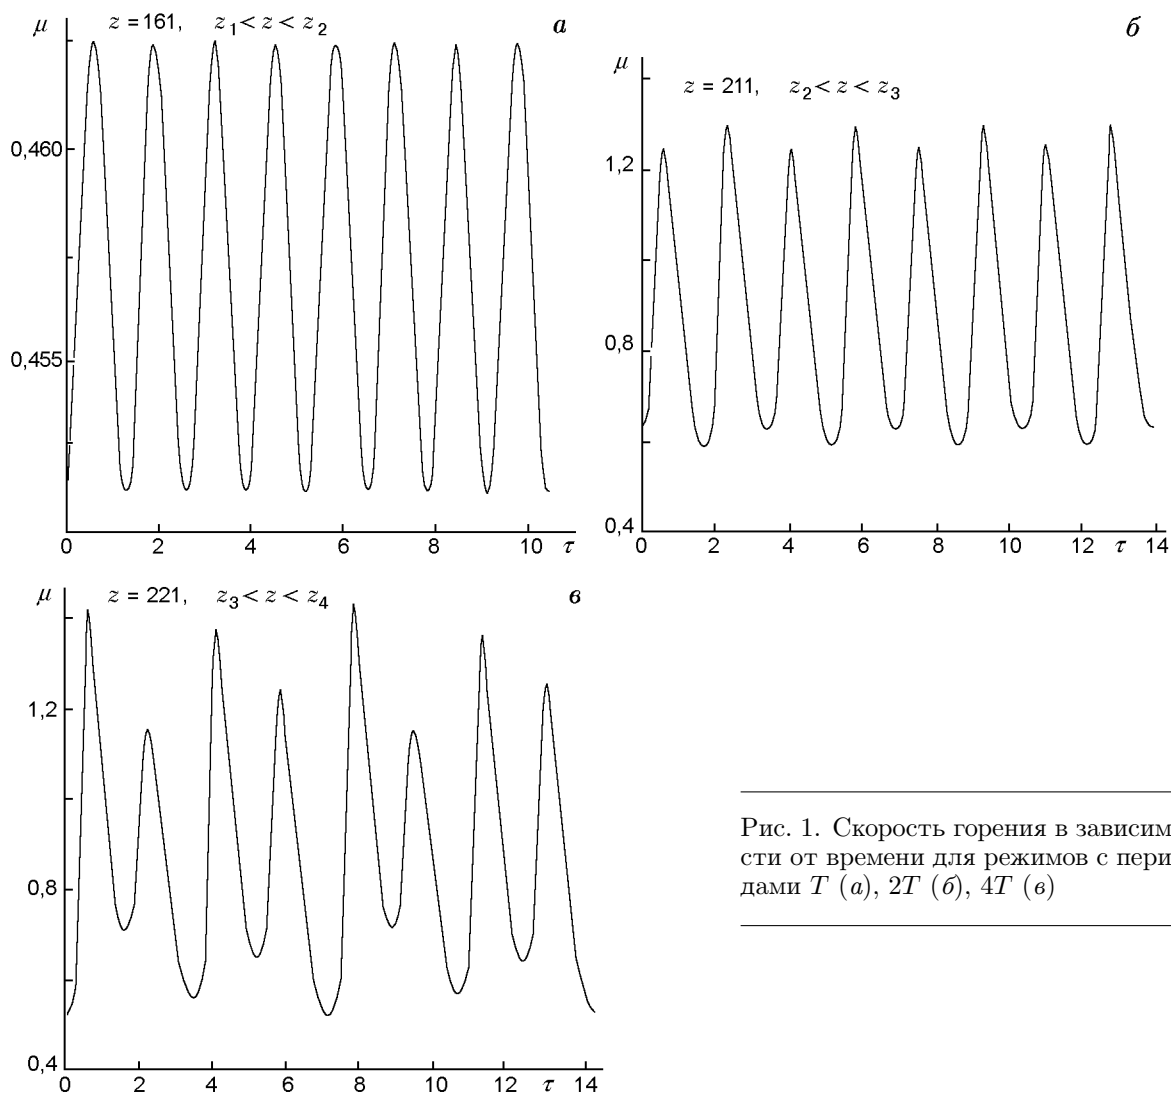 μ z = 161, z1 < z < z2 а
0,460
0,455
0 2 4 6 8 10 τ
б
μ z = 211, z2 < z < z3
1,2
0,8
0,4
0 2 4 6 8 10 12 τ 14
μ z = 221, z3 < z < z4 в
1,2
0,8
0,4
0 2 4 6 8 10 12 τ 14
Рис. 1. Скорость горения в зависим
сти от времени для режимов с пери
дами T (а), 2T (б), 4T (в)